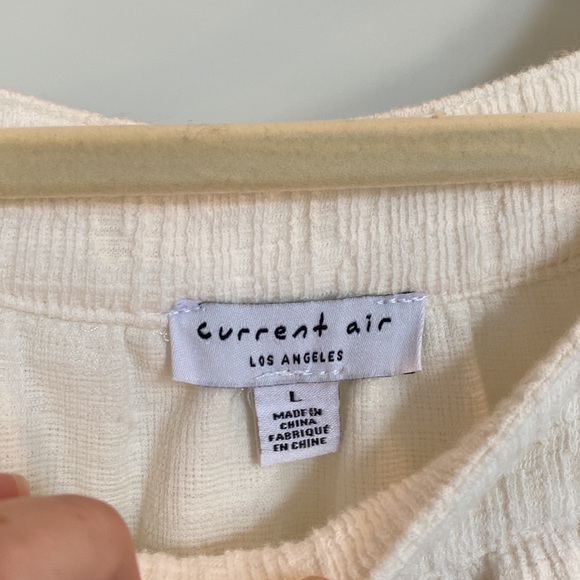 current air
LOS ANGELES
L
MADE IN
CHINA
FABRIQUÉ
EN CHINE